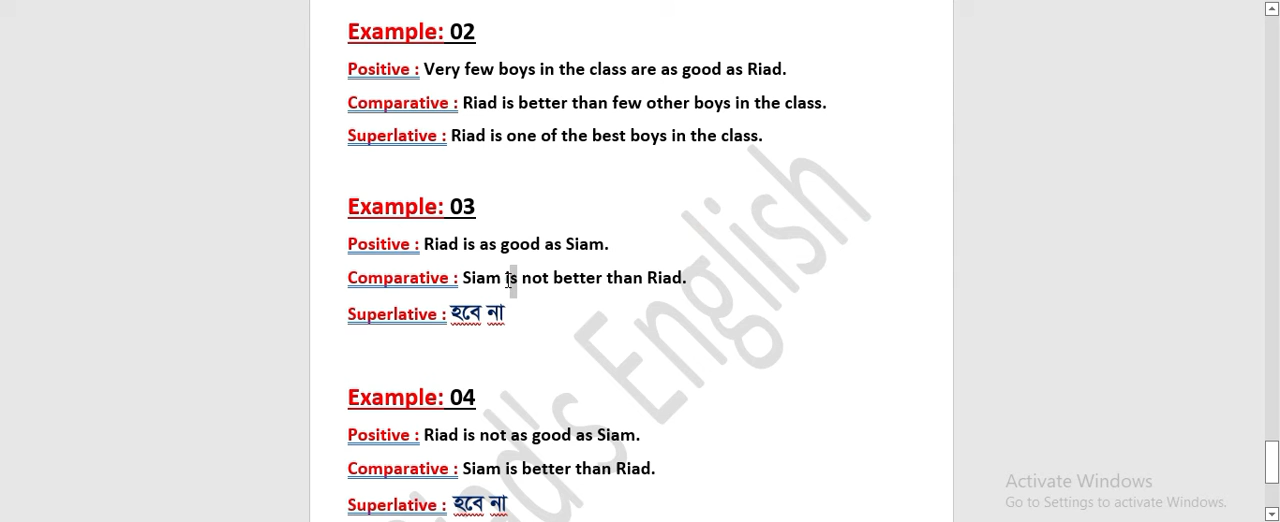 Example: 02
Positive : Very few boys in the class are as good as Riad.
Comparative : Riad is better than few other boys in the class.
Superlative : Riad is one of the best boys in the class.
Example: 03
Positive : Riad is as good as Siam.
Comparative : Siam is not better than Riad.
Superlative : হবে না
Example: 04
Positive : Riad is not as good as Siam.
Comparative : Siam is better than Riad.
Superlative : হবে না
's English
Activate Windows
Go to Settings to activate Windows.